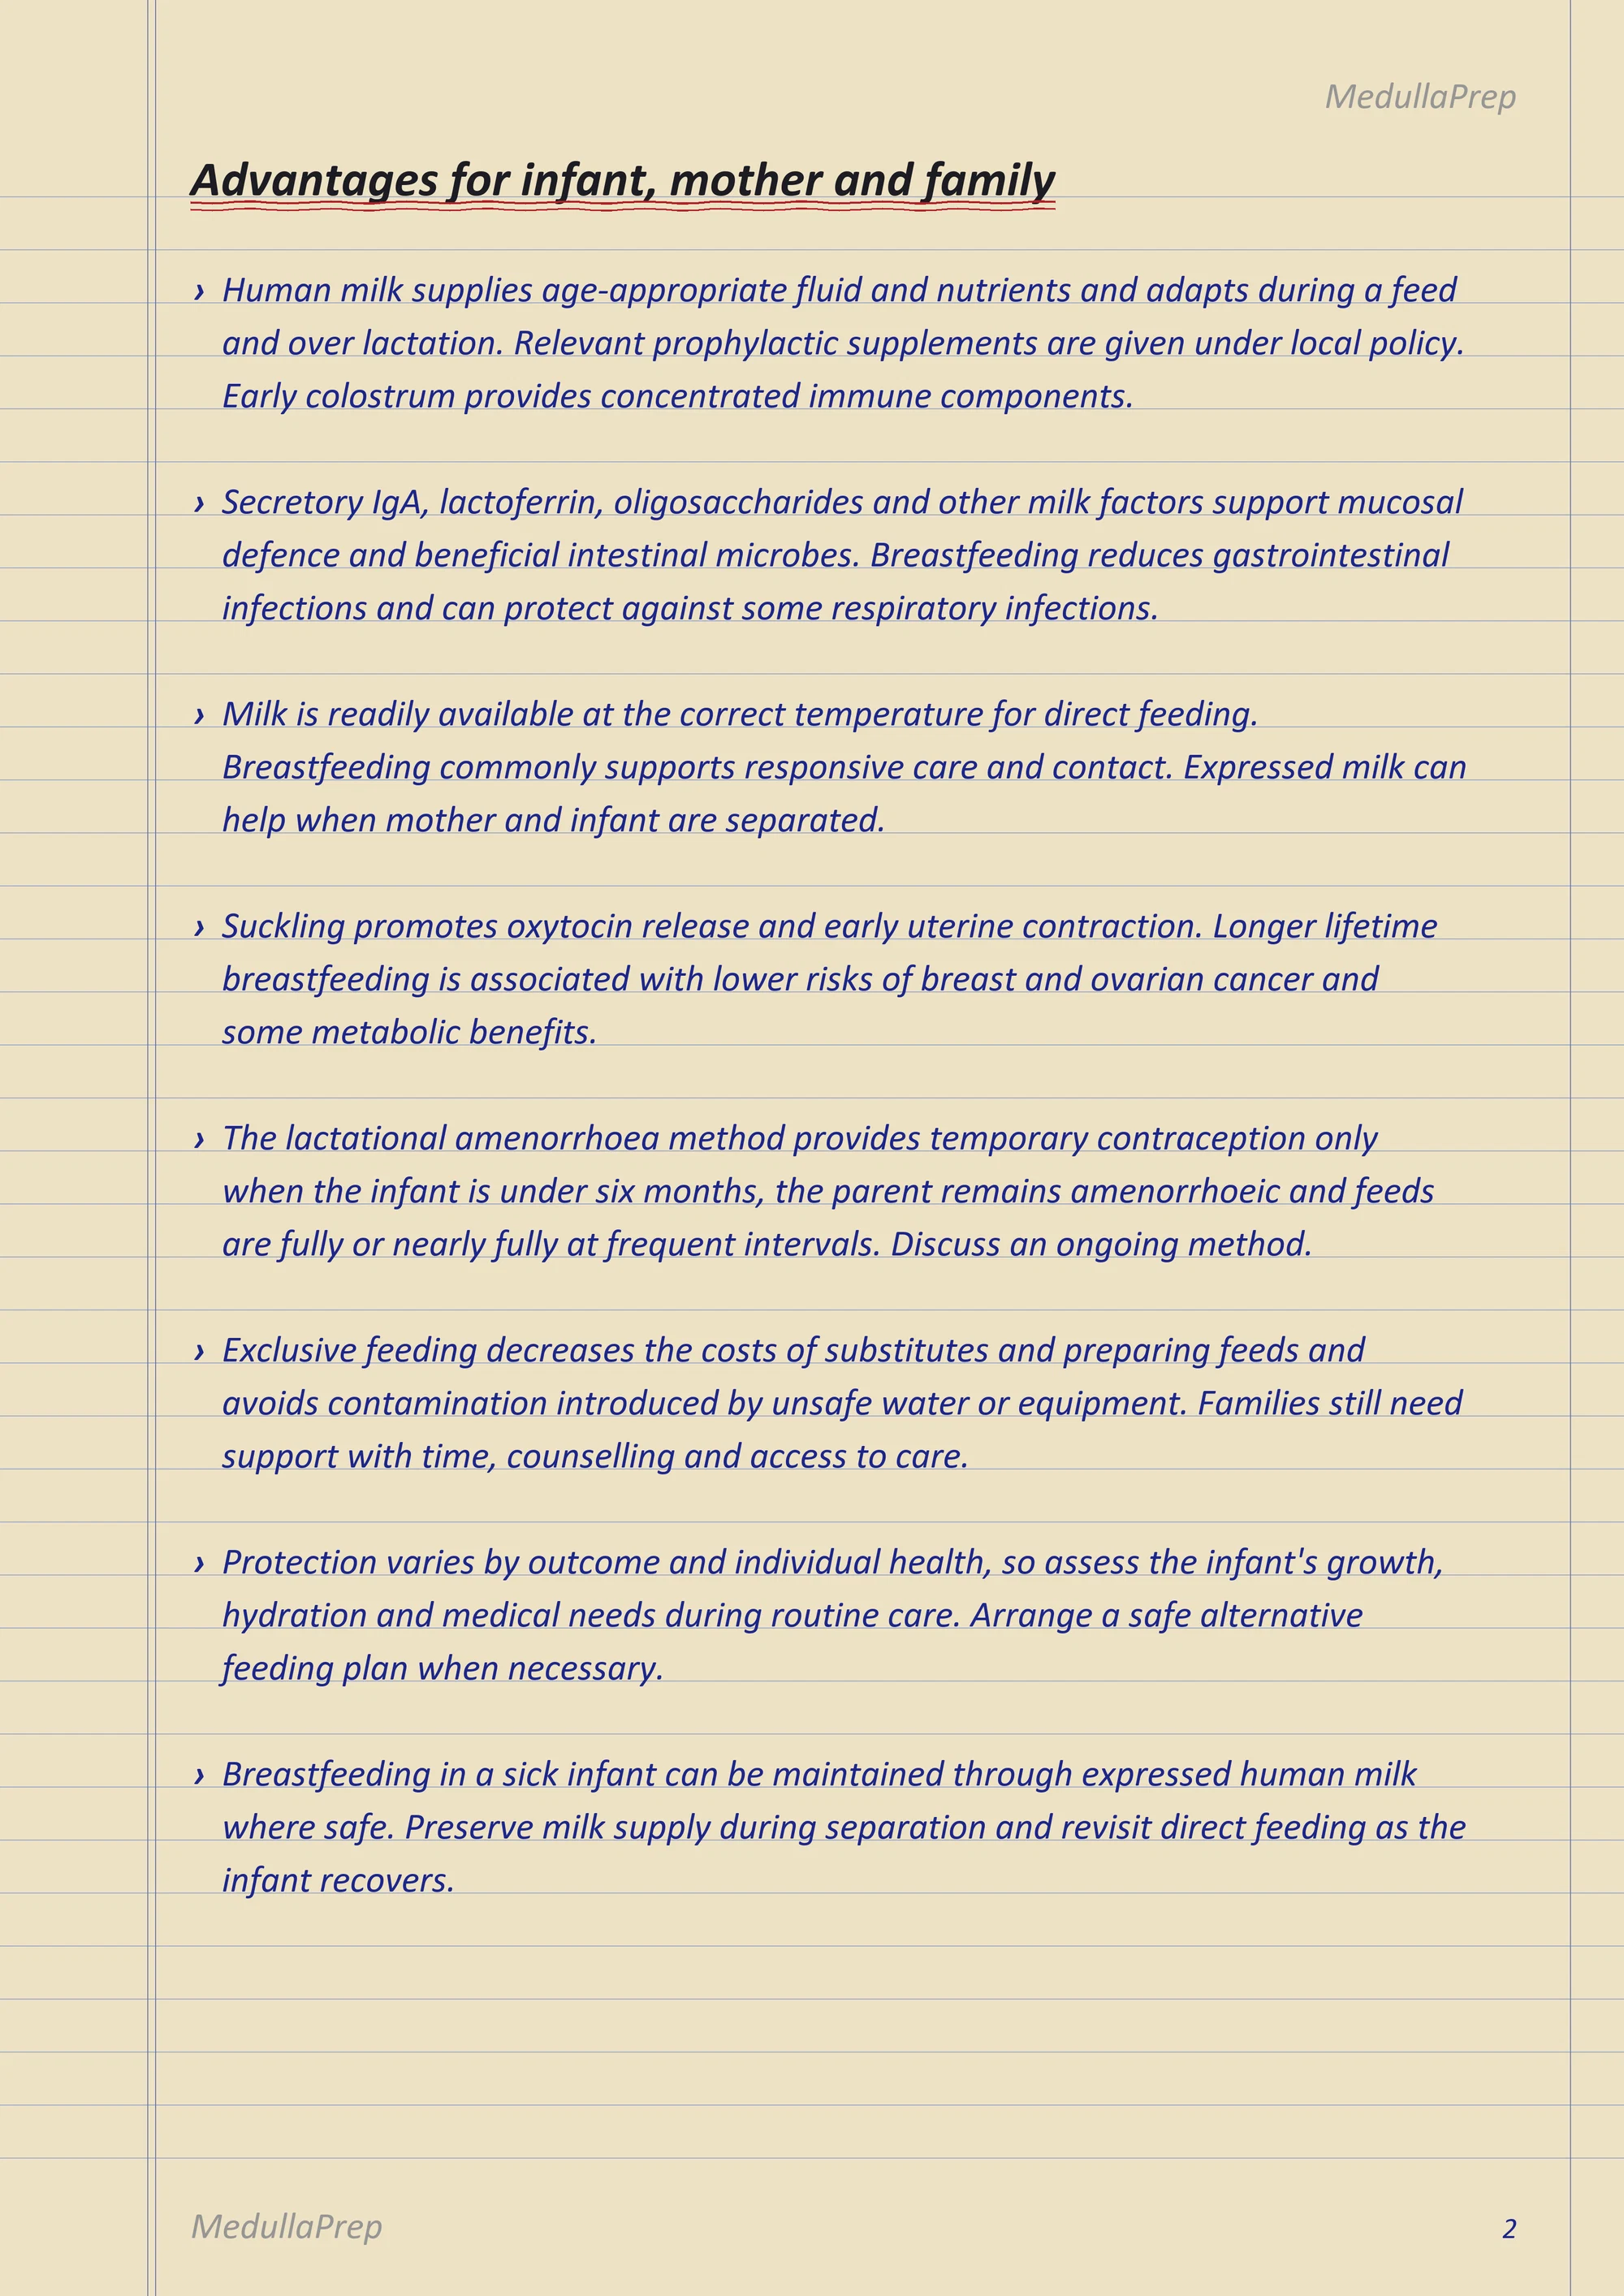 MedullaPrep
Advantages for infant, mother and family
› Human milk supplies age-appropriate fluid and nutrients and adapts during a feed
and over lactation. Relevant prophylactic supplements are given under local policy.
Early colostrum provides concentrated immune components.
› Secretory IgA, lactoferrin, oligosaccharides and other milk factors support mucosal
defence and beneficial intestinal microbes. Breastfeeding reduces gastrointestinal
infections and can protect against some respiratory infections.
› Milk is readily available at the correct temperature for direct feeding.
Breastfeeding commonly supports responsive care and contact. Expressed milk can
help when mother and infant are separated.
› Suckling promotes oxytocin release and early uterine contraction. Longer lifetime
breastfeeding is associated with lower risks of breast and ovarian cancer and
some metabolic benefits.
› The lactational amenorrhoea method provides temporary contraception only
when the infant is under six months, the parent remains amenorrhoeic and feeds
are fully or nearly fully at frequent intervals. Discuss an ongoing method.
› Exclusive feeding decreases the costs of substitutes and preparing feeds and
avoids contamination introduced by unsafe water or equipment. Families still need
support with time, counselling and access to care.
› Protection varies by outcome and individual health, so assess the infant's growth,
hydration and medical needs during routine care. Arrange a safe alternative
feeding plan when necessary.
› Breastfeeding in a sick infant can be maintained through expressed human milk
where safe. Preserve milk supply during separation and revisit direct feeding as the
infant recovers.
MedullaPrep
2